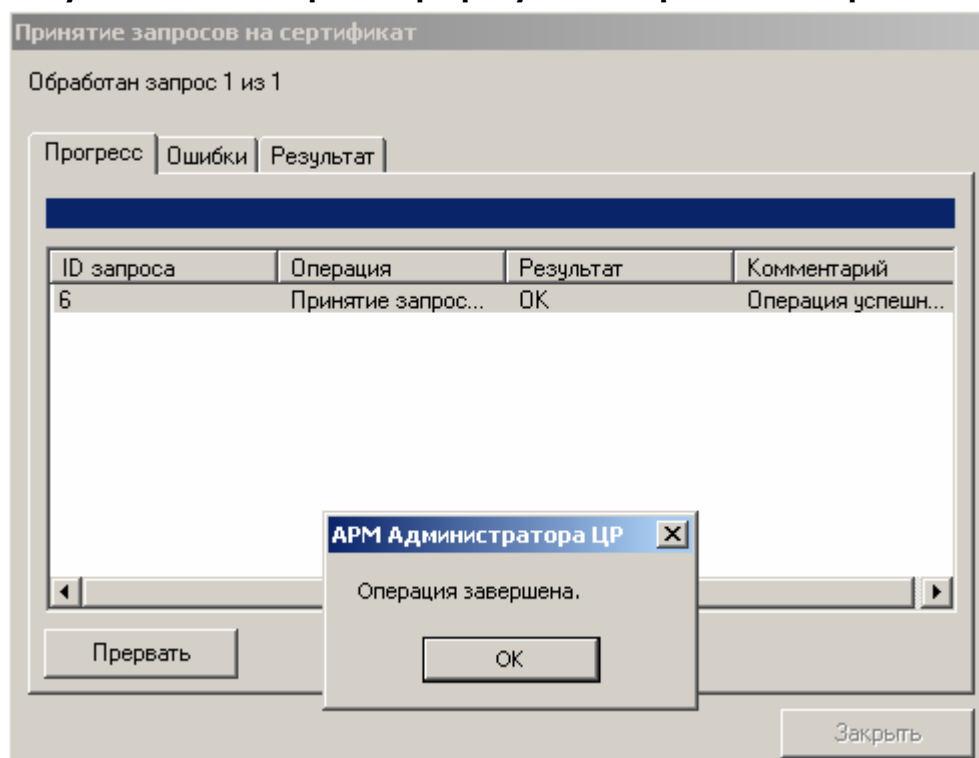 Принятие запросов на сертификат
Обработан запрос 1 из 1
Прогресс Ошибки Результат
ID запроса Операция Результат Комментарий
6 Принятие запрос... OK Операция успешн...
АРМ Администратора ЦР
Операция завершена.
OK
Прервать
Закрыть